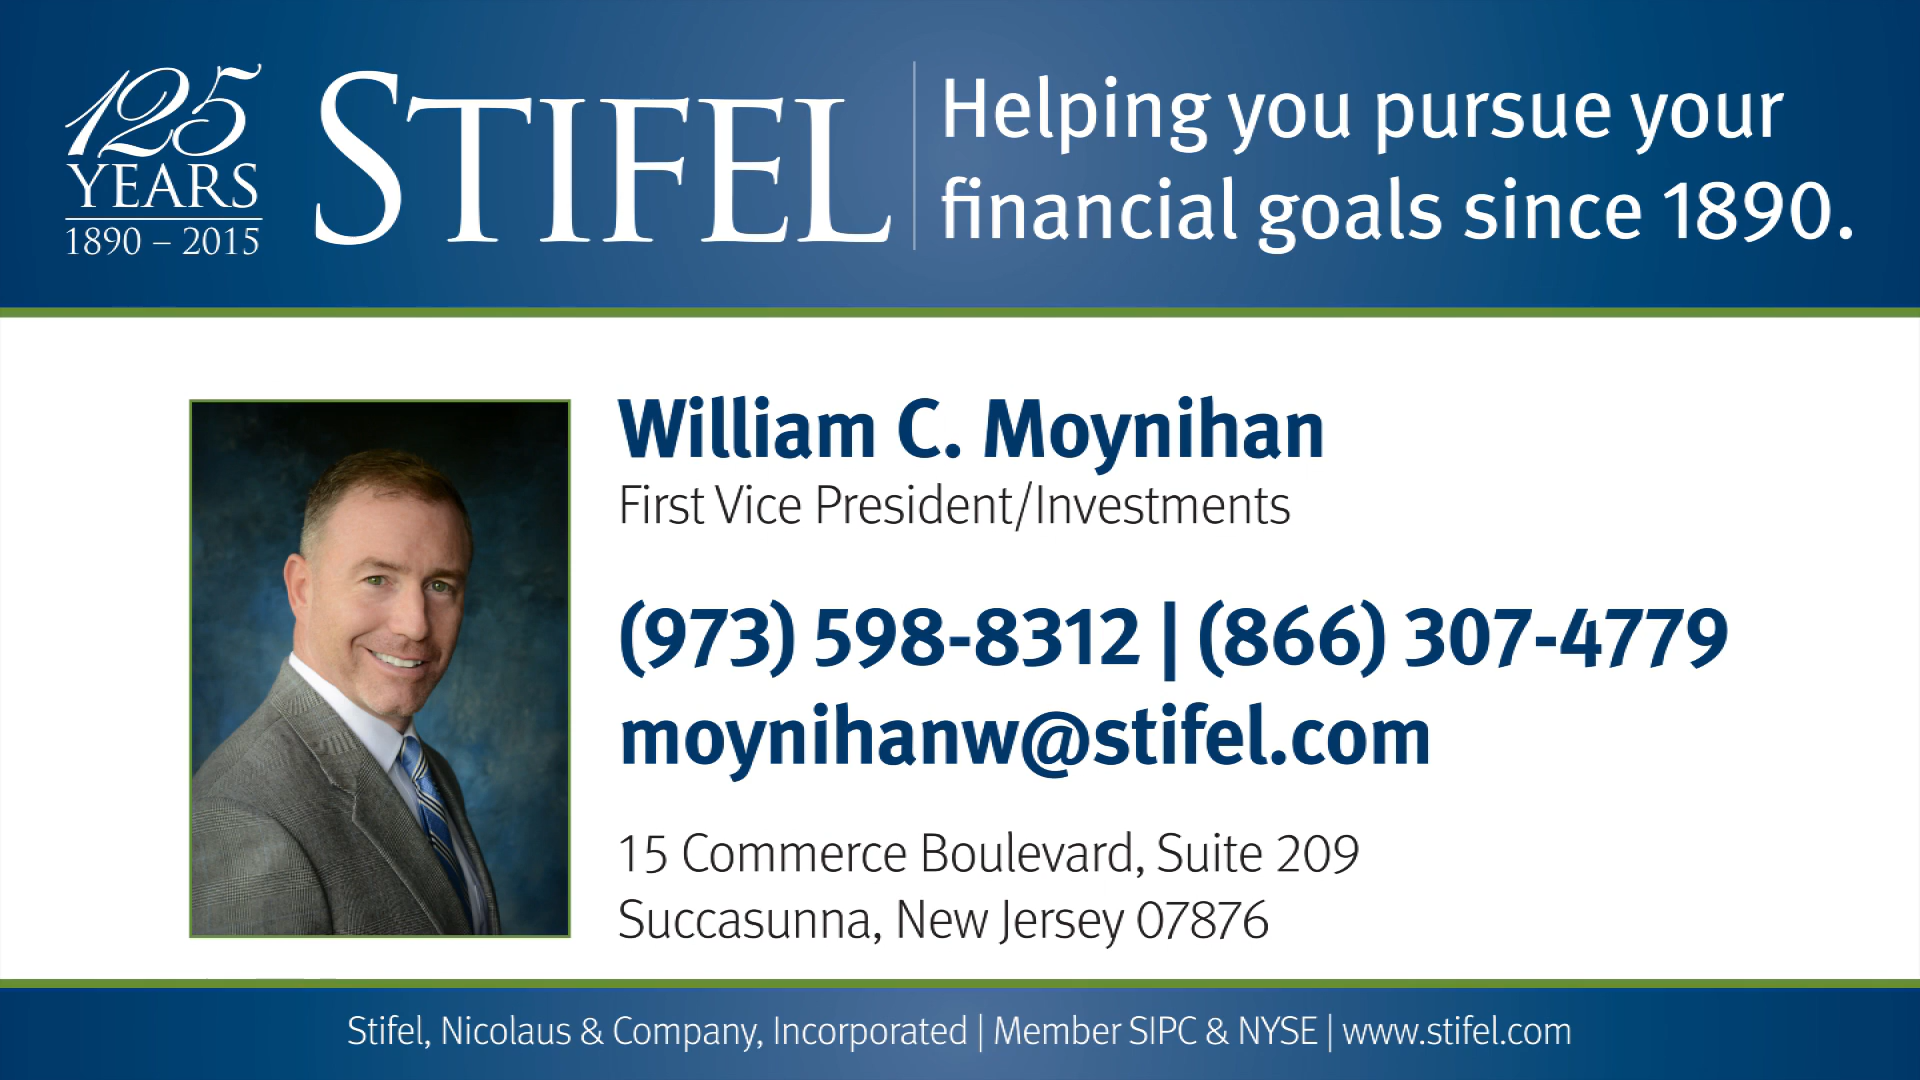 125
YEARS
1890 – 2015
STIFEL
Helping you pursue your
financial goals since 1890.
William C. Moynihan
First Vice President/Investments
(973) 598-8312 | (866) 307-4779
moynihanw@stifel.com
15 Commerce Boulevard, Suite 209
Succasunna, New Jersey 07876
Stifel, Nicolaus & Company, Incorporated | Member SIPC & NYSE | www.stifel.com